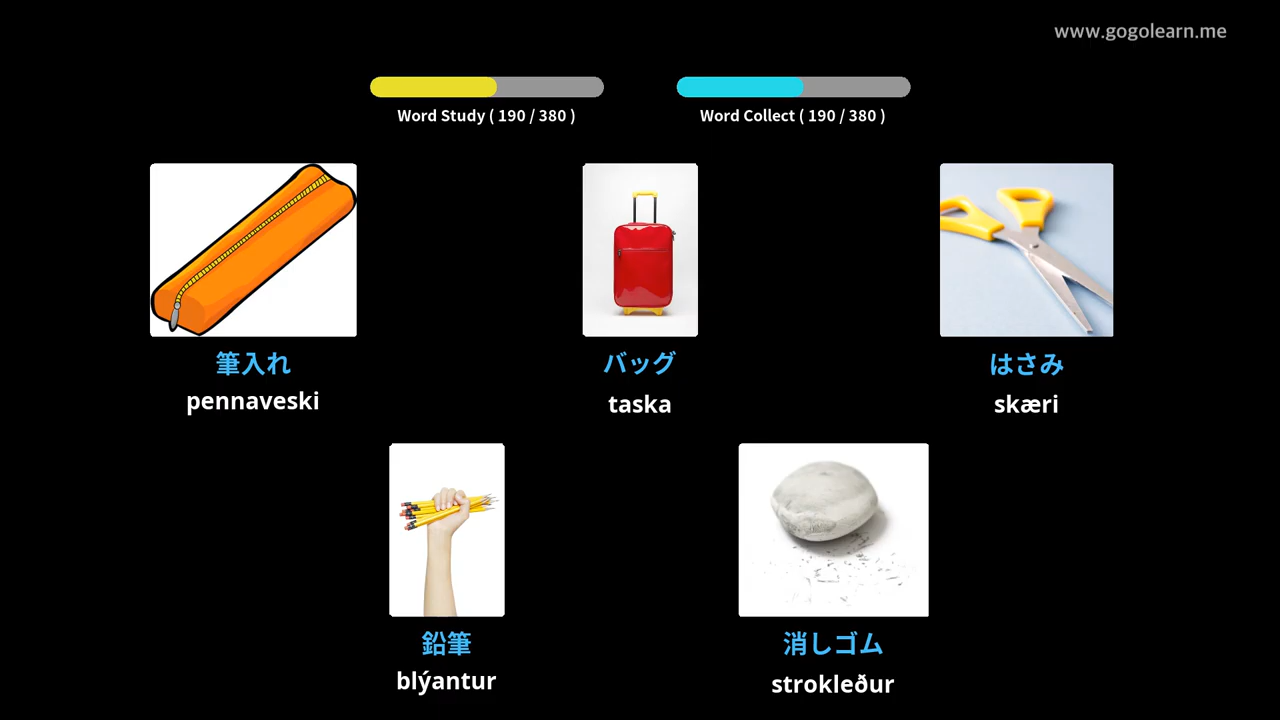 www.gogolearn.me
Word Study ( 190 / 380 )
Word Collect ( 190 / 380 )
筆入れ
pennaveski
バッグ
taska
はさみ
skæri
鉛筆
blýantur
消しゴム
strokleður